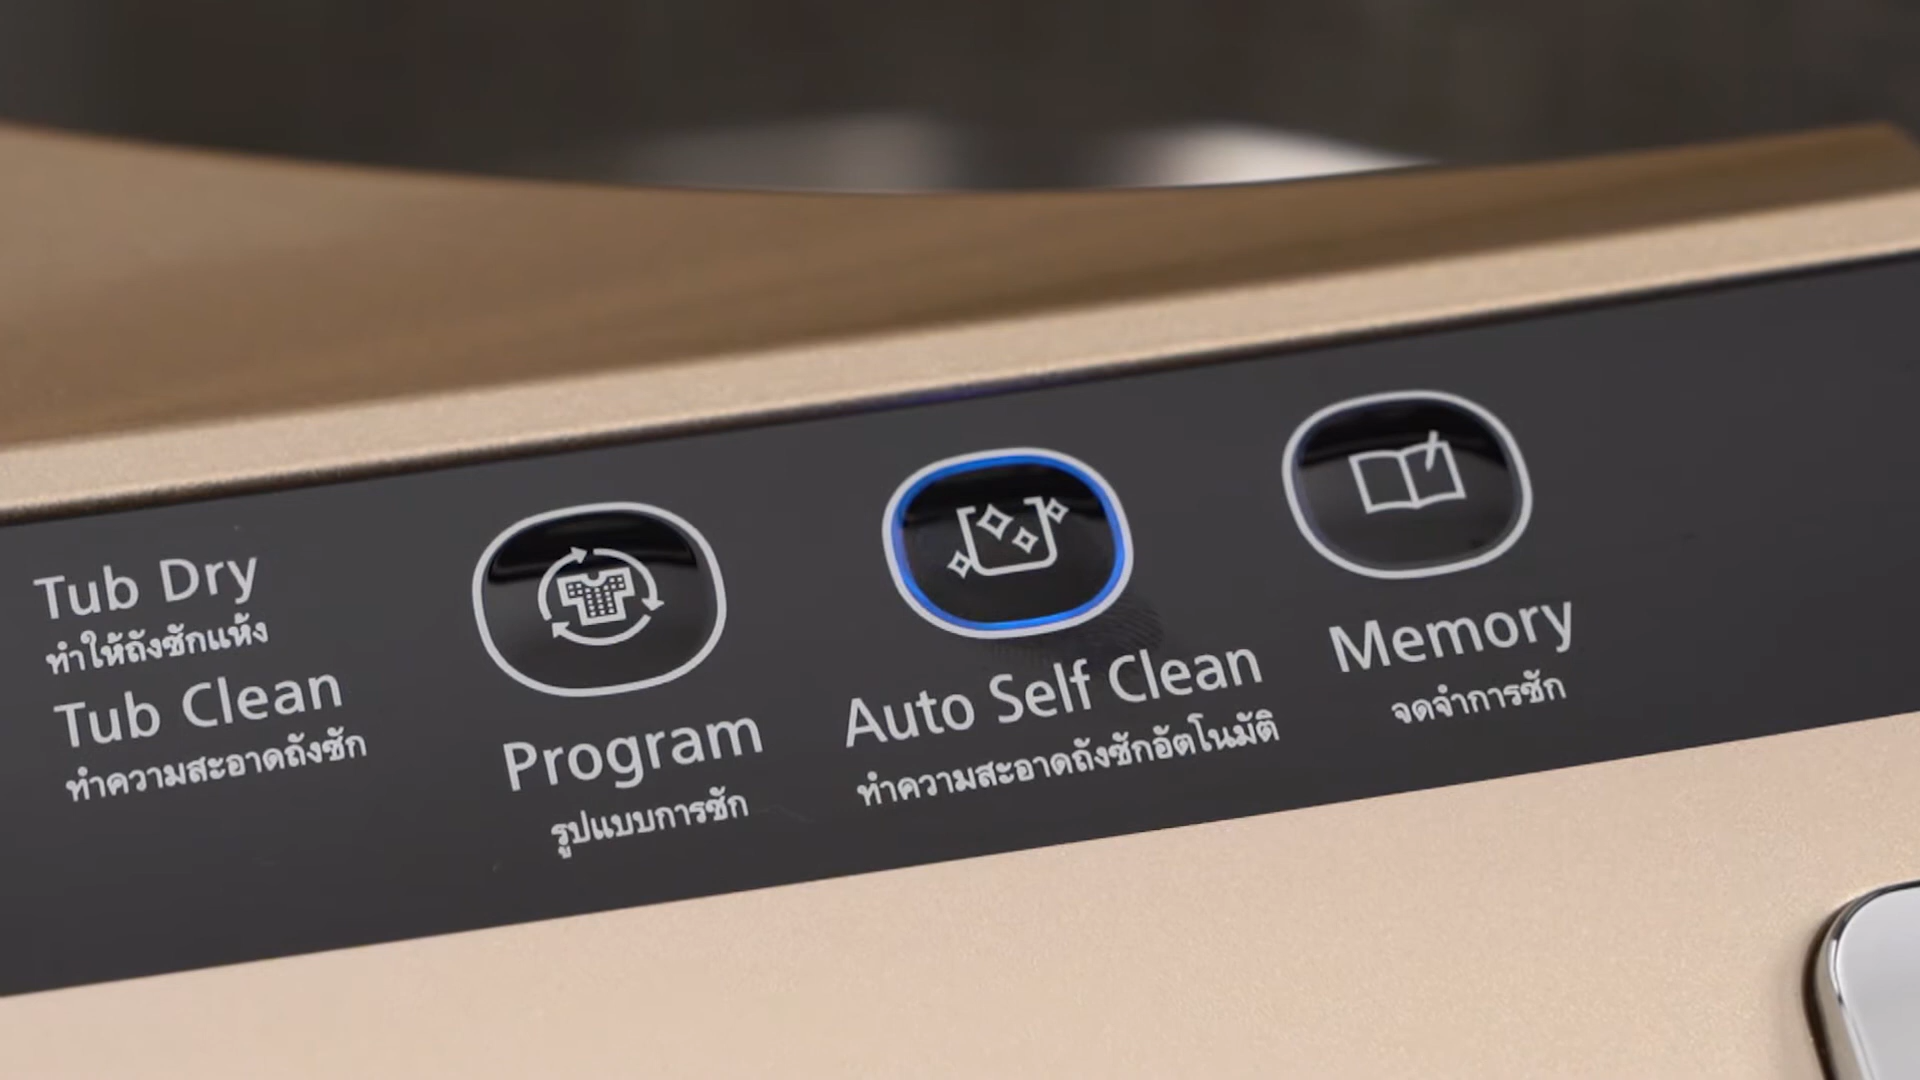 Tub Dry
ทำให้ถังซักแห้ง
Tub Clean
ทำความสะอาดถังซัก
Program
รูปแบบการซัก
Auto Self Clean
ทำความสะอาดถังซักอัตโนมัติ
Memory
จดจำการซัก